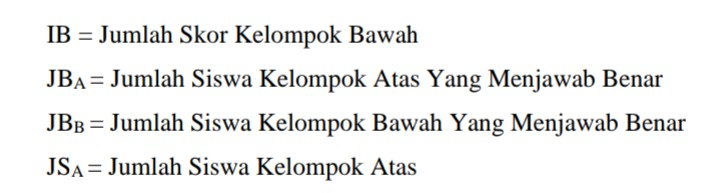 IB = Jumlah Skor Kelompok Bawah
JBA = Jumlah Siswa Kelompok Atas Yang Menjawab Benar
JBB = Jumlah Siswa Kelompok Bawah Yang Menjawab Benar
JSA = Jumlah Siswa Kelompok Atas